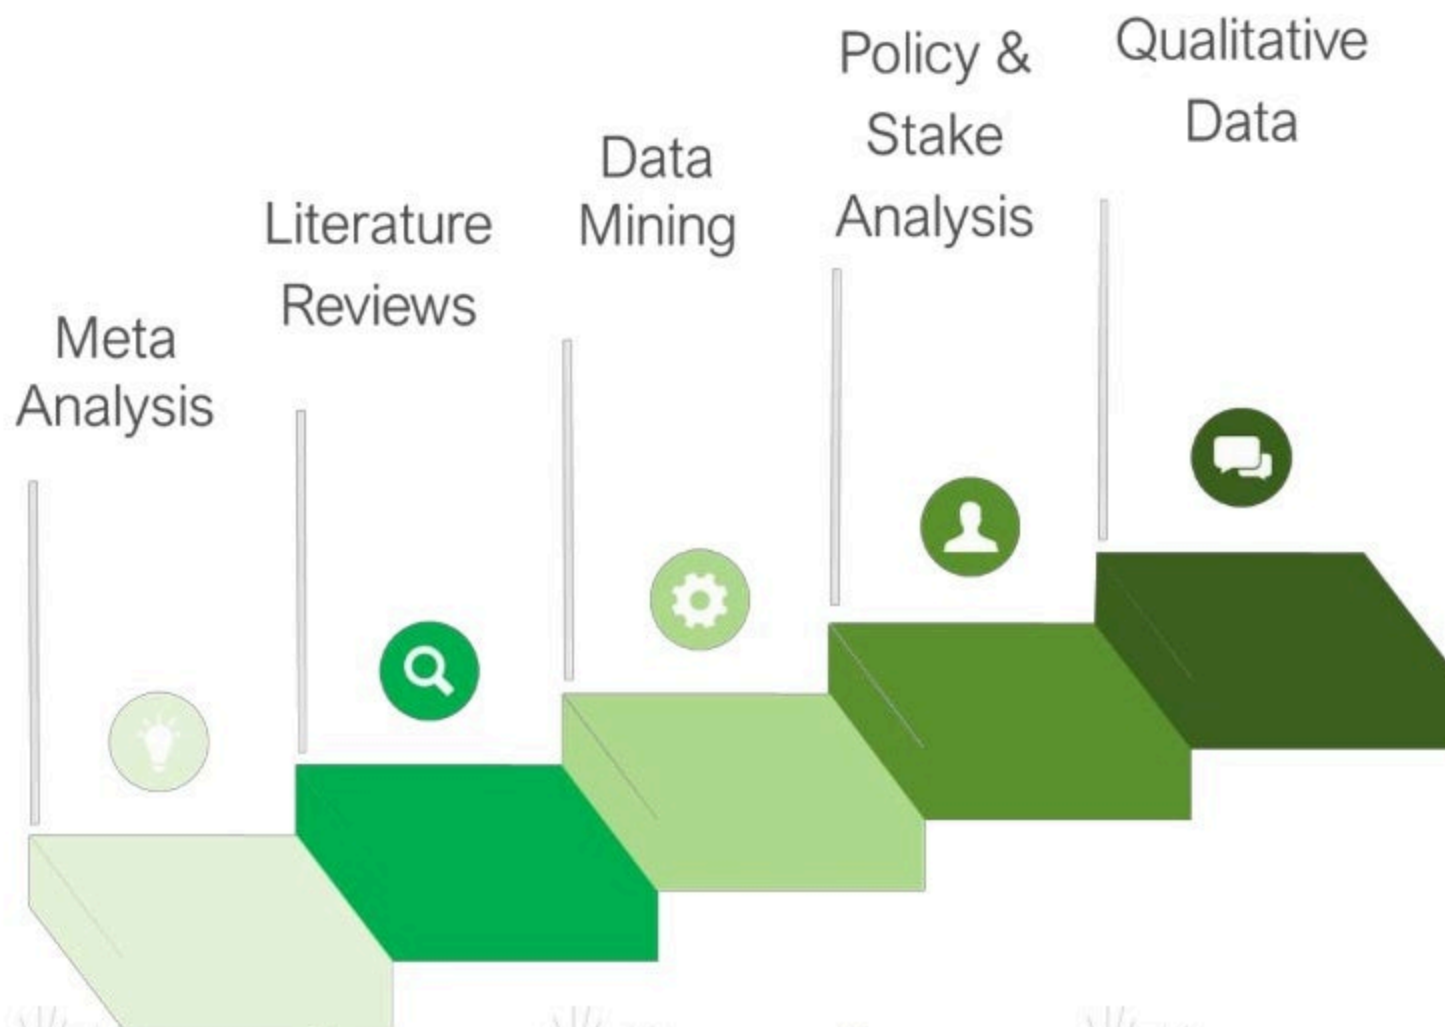 Meta
Analysis
Literature
Reviews
Data
Mining
Policy &
Stake
Analysis
Qualitative
Data